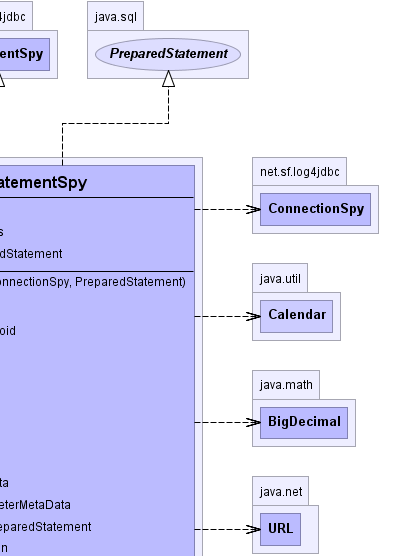 4jdbc
java.sql
entSpy
PreparedStatement
atementSpy
net.sf.log4jdbc
ConnectionSpy
s
dStatement
onnectionSpy, PreparedStatement)
java.util
Calendar
oid
java.math
BigDecimal
ta
eterMetaData
java.net
eparedStatement
URL
n